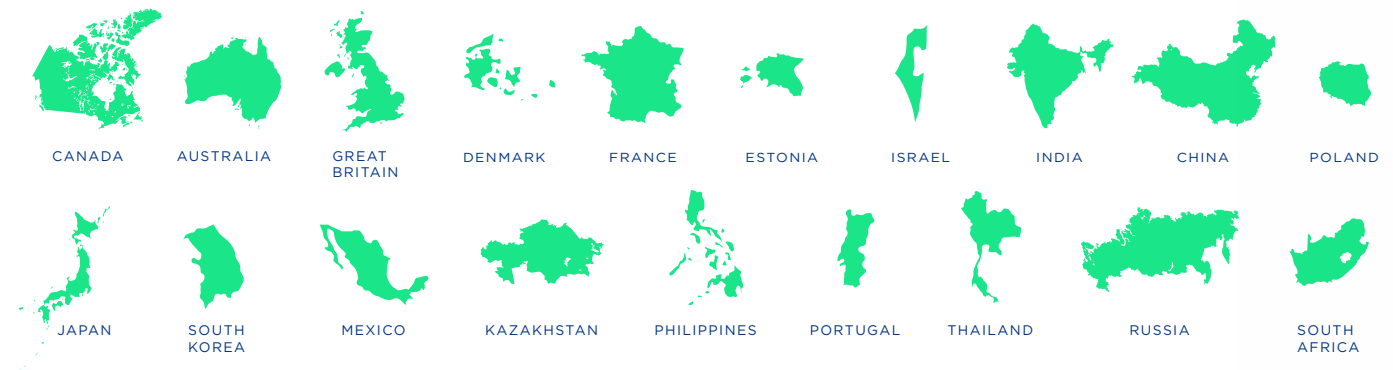 CANADA
AUSTRALIA
GREAT
BRITAIN
DENMARK
FRANCE
ESTONIA
ISRAEL
INDIA
CHINA
POLAND
JAPAN
SOUTH
KOREA
MEXICO
KAZAKHSTAN
PHILIPPINES
PORTUGAL
THAILAND
RUSSIA
SOUTH
AFRICA